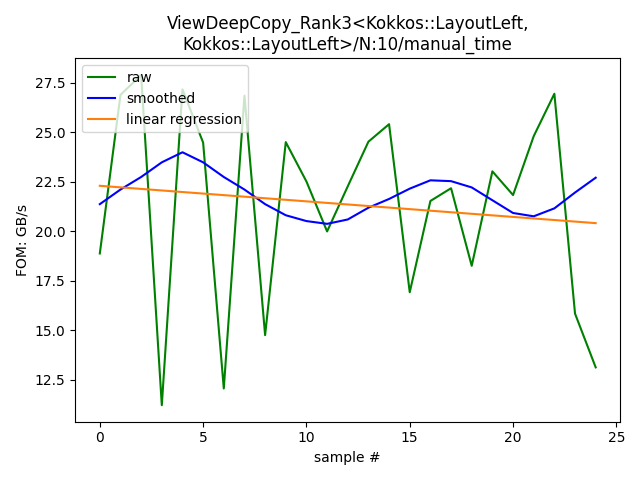 ViewDeepCopy_Rank3<Kokkos::LayoutLeft,
Kokkos::LayoutLeft>/N:10/manual_time
raw
smoothed
linear regression
FOM: GB/s
27.5
25.0
22.5
20.0
17.5
15.0
12.5
0
5
10
15
20
25
sample #